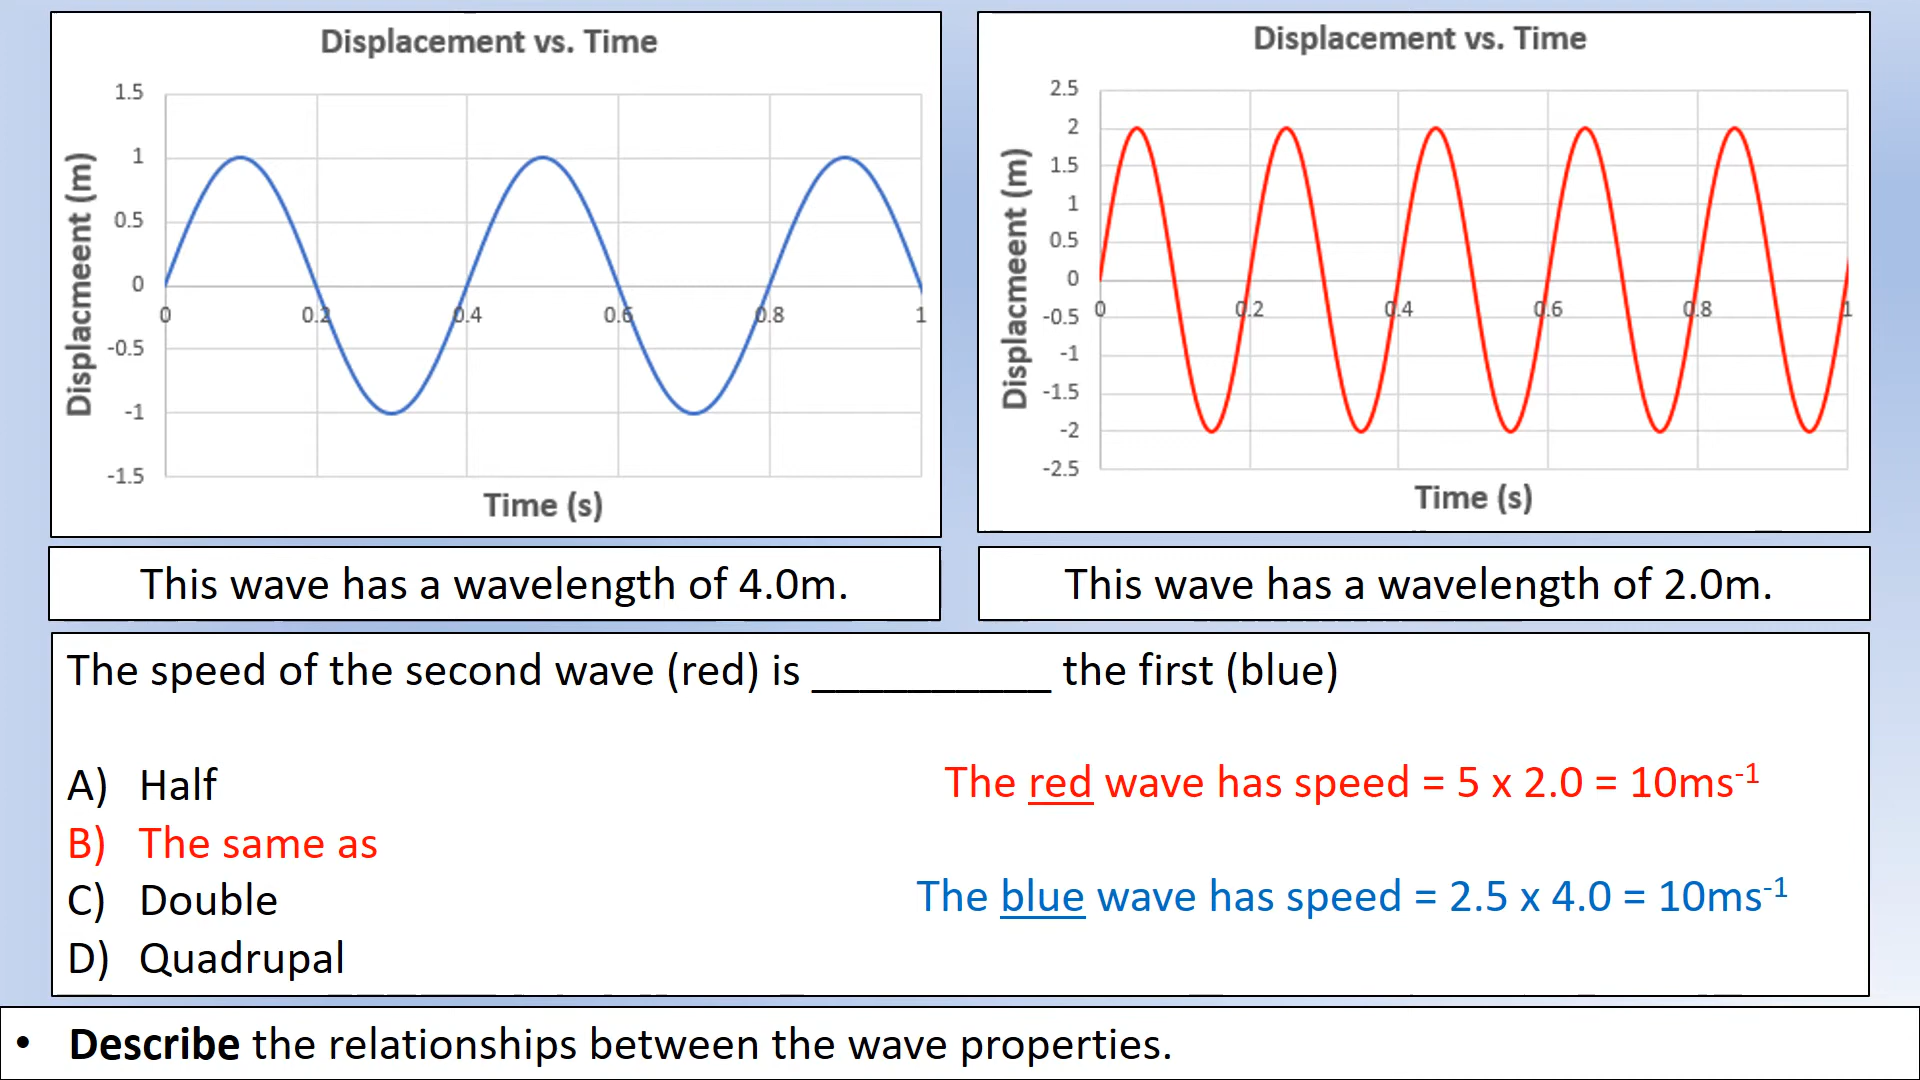 Displacement vs. Time
1.5
1
0.5
0
-0.5
-1
-1.5
0 0.2 0.4 0.6 0.8 1
Displacmeent (m)
Time (s)
Displacement vs. Time
2.5
2
1.5
1
0.5
0
-0.5
-1
-1.5
-2
-2.5
0 0.2 0.4 0.6 0.8 1
Displacmeent (m)
Time (s)
This wave has a wavelength of 4.0m.
This wave has a wavelength of 2.0m.
The speed of the second wave (red) is __________ the first (blue)
A) Half
B) The same as
C) Double
D) Quadrupal
The red wave has speed = 5 x 2.0 = 10ms⁻¹
The blue wave has speed = 2.5 x 4.0 = 10ms⁻¹
• Describe the relationships between the wave properties.